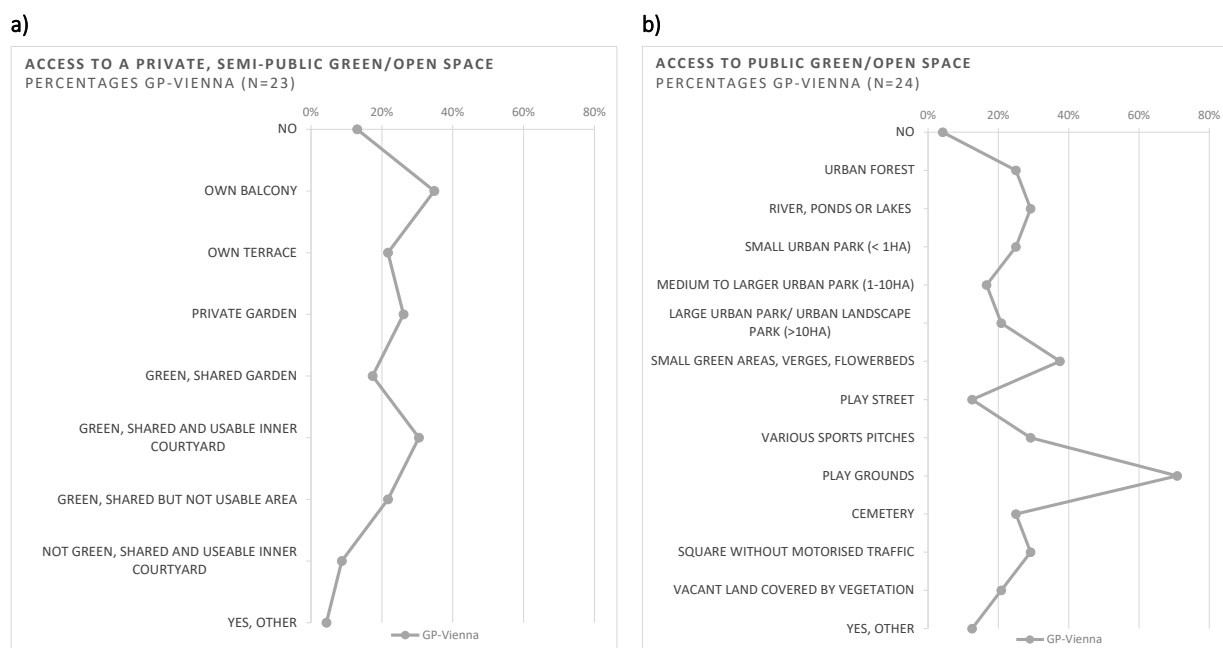 a)
ACCESS TO A PRIVATE, SEMI-PUBLIC GREEN/OPEN SPACE
PERCENTAGES GP-VIENNA (N=23)
0% 20% 40% 60% 80%
NO
OWN BALCONY
OWN TERRACE
PRIVATE GARDEN
GREEN, SHARED GARDEN
GREEN, SHARED AND USABLE INNER
COURTYARD
GREEN, SHARED BUT NOT USABLE AREA
NOT GREEN, SHARED AND USEABLE INNER
COURTYARD
YES, OTHER
GP-Vienna
b)
ACCESS TO PUBLIC GREEN/OPEN SPACE
PERCENTAGES GP-VIENNA (N=24)
0% 20% 40% 60% 80%
NO
URBAN FOREST
RIVER, PONDS OR LAKES
SMALL URBAN PARK (< 1HA)
MEDIUM TO LARGER URBAN PARK (1-10HA)
LARGE URBAN PARK/ URBAN LANDSCAPE
PARK (>10HA)
SMALL GREEN AREAS, VERGES, FLOWERBEDS
PLAY STREET
VARIOUS SPORTS PITCHES
PLAY GROUNDS
CEMETERY
SQUARE WITHOUT MOTORISED TRAFFIC
VACANT LAND COVERED BY VEGETATION
YES, OTHER
GP-Vienna